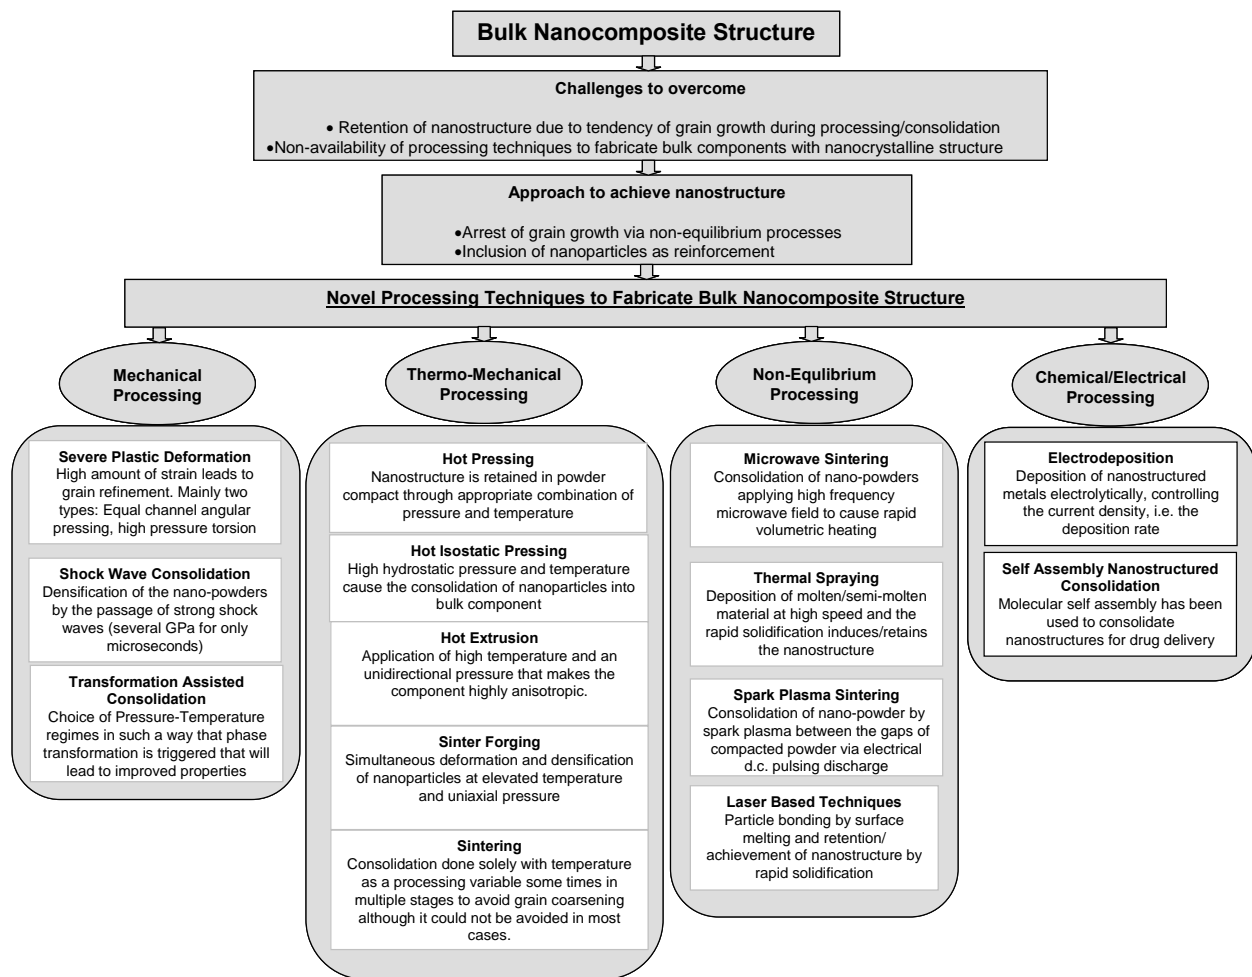 Bulk Nanocomposite Structure
Challenges to overcome
• Retention of nanostructure due to tendency of grain growth during processing/consolidation
•Non-availability of processing techniques to fabricate bulk components with nanocrystalline structure
Approach to achieve nanostructure
•Arrest of grain growth via non-equilibrium processes
•Inclusion of nanoparticles as reinforcement
Novel Processing Techniques to Fabricate Bulk Nanocomposite Structure
Mechanical
Processing
Severe Plastic Deformation
High amount of strain leads to
grain refinement. Mainly two
types: Equal channel angular
pressing, high pressure torsion
Shock Wave Consolidation
Densification of the nano-powders
by the passage of strong shock
waves (several GPa for only
microseconds)
Transformation Assisted
Consolidation
Choice of Pressure-Temperature
regimes in such a way that phase
transformation is triggered that will
lead to improved properties
Thermo-Mechanical
Processing
Hot Pressing
Nanostructure is retained in powder
compact through appropriate combination of
pressure and temperature
Hot Isostatic Pressing
High hydrostatic pressure and temperature
cause the consolidation of nanoparticles into
bulk component
Hot Extrusion
Application of high temperature and an
unidirectional pressure that makes the
component highly anisotropic.
Sinter Forging
Simultaneous deformation and densification
of nanoparticles at elevated temperature
and uniaxial pressure
Sintering
Consolidation done solely with temperature
as a processing variable some times in
multiple stages to avoid grain coarsening
although it could not be avoided in most
cases.
Non-Equlibrium
Processing
Microwave Sintering
Consolidation of nano-powders
applying high frequency
microwave field to cause rapid
volumetric heating
Thermal Spraying
Deposition of molten/semi-molten
material at high speed and the
rapid solidification induces/retains
the nanostructure
Spark Plasma Sintering
Consolidation of nano-powder by
spark plasma between the gaps of
compacted powder via electrical
d.c. pulsing discharge
Laser Based Techniques
Particle bonding by surface
melting and retention/
achievement of nanostructure by
rapid solidification
Chemical/Electrical
Processing
Electrodeposition
Deposition of nanostructured
metals electrolytically, controlling
the current density, i.e. the
deposition rate
Self Assembly Nanostructured
Consolidation
Molecular self assembly has been
used to consolidate
nanostructures for drug delivery